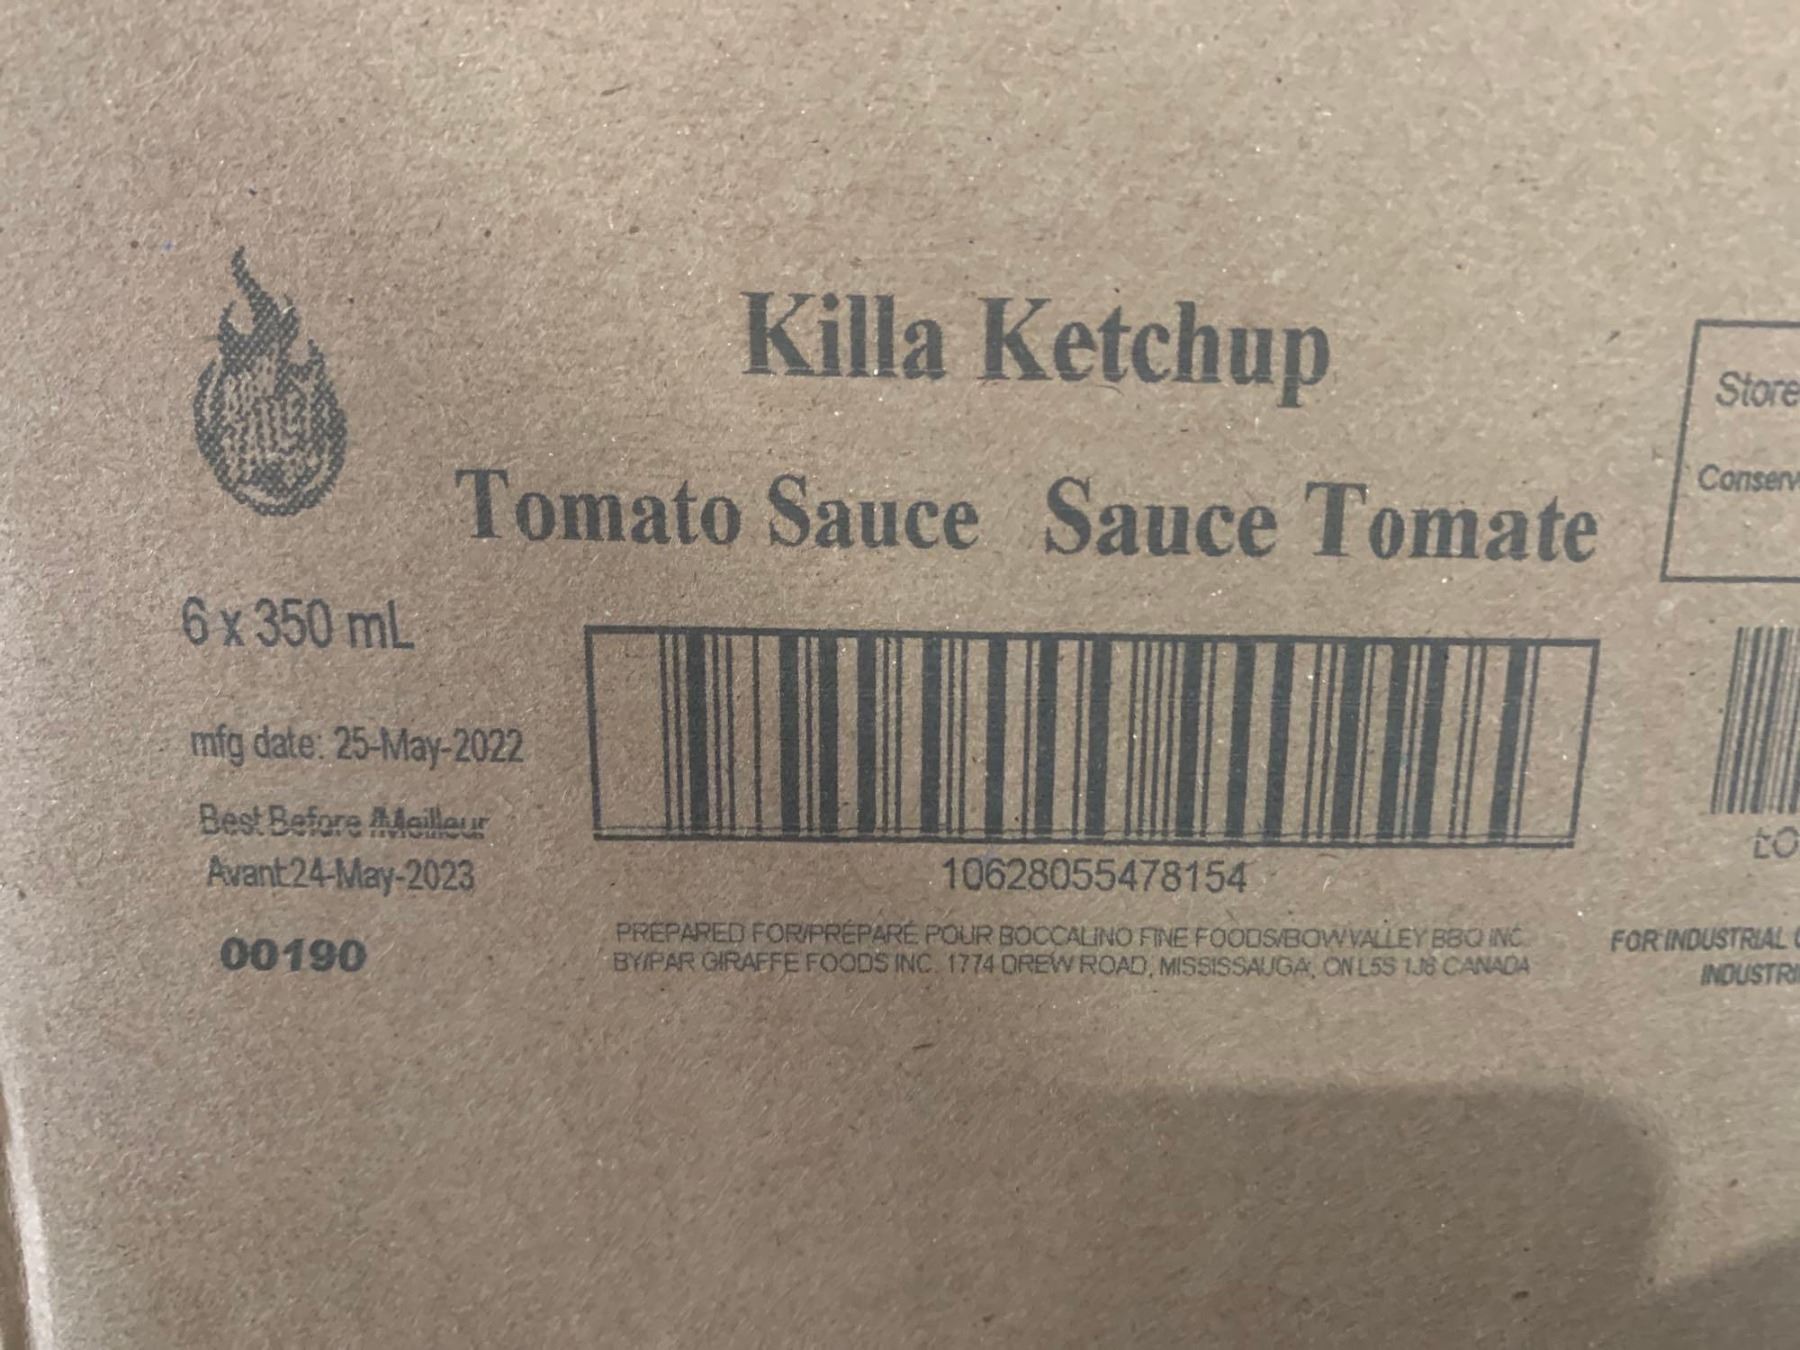 Killa Ketchup
Tomato Sauce Sauce Tomate
6 x 350 mL
mfg date: 25-May-2022
Best Before /Meilleur
Avant:24-May-2023
00190
10628055478154
PREPARED FOR/PRÉPARÉ POUR BOCCALINO FINE FOODS/BOW VALLEY BBQ INC.
BY/PAR GIRAFFE FOODS INC. 1774 DREW ROAD, MISSISSAUGA, ON L5S 1J6 CANADA
Store
Conserv
LO
FOR INDUSTRIAL
INDUSTRI